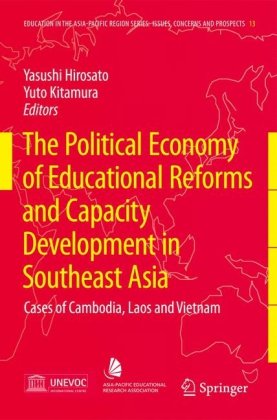 EDUCATION IN THE ASIA-PACIFIC REGION SERIES: ISSUES, CONCERNS AND PROSPECTS 13
Yasushi Hirosato
Yuto Kitamura
Editors
The Political Economy
of Educational Reforms
and Capacity
Development in
Southeast Asia
Cases of Cambodia, Laos and Vietnam
UNEVOC
ASIA-PACIFIC EDUCATIONAL
RESEARCH ASSOCIATION
Springer